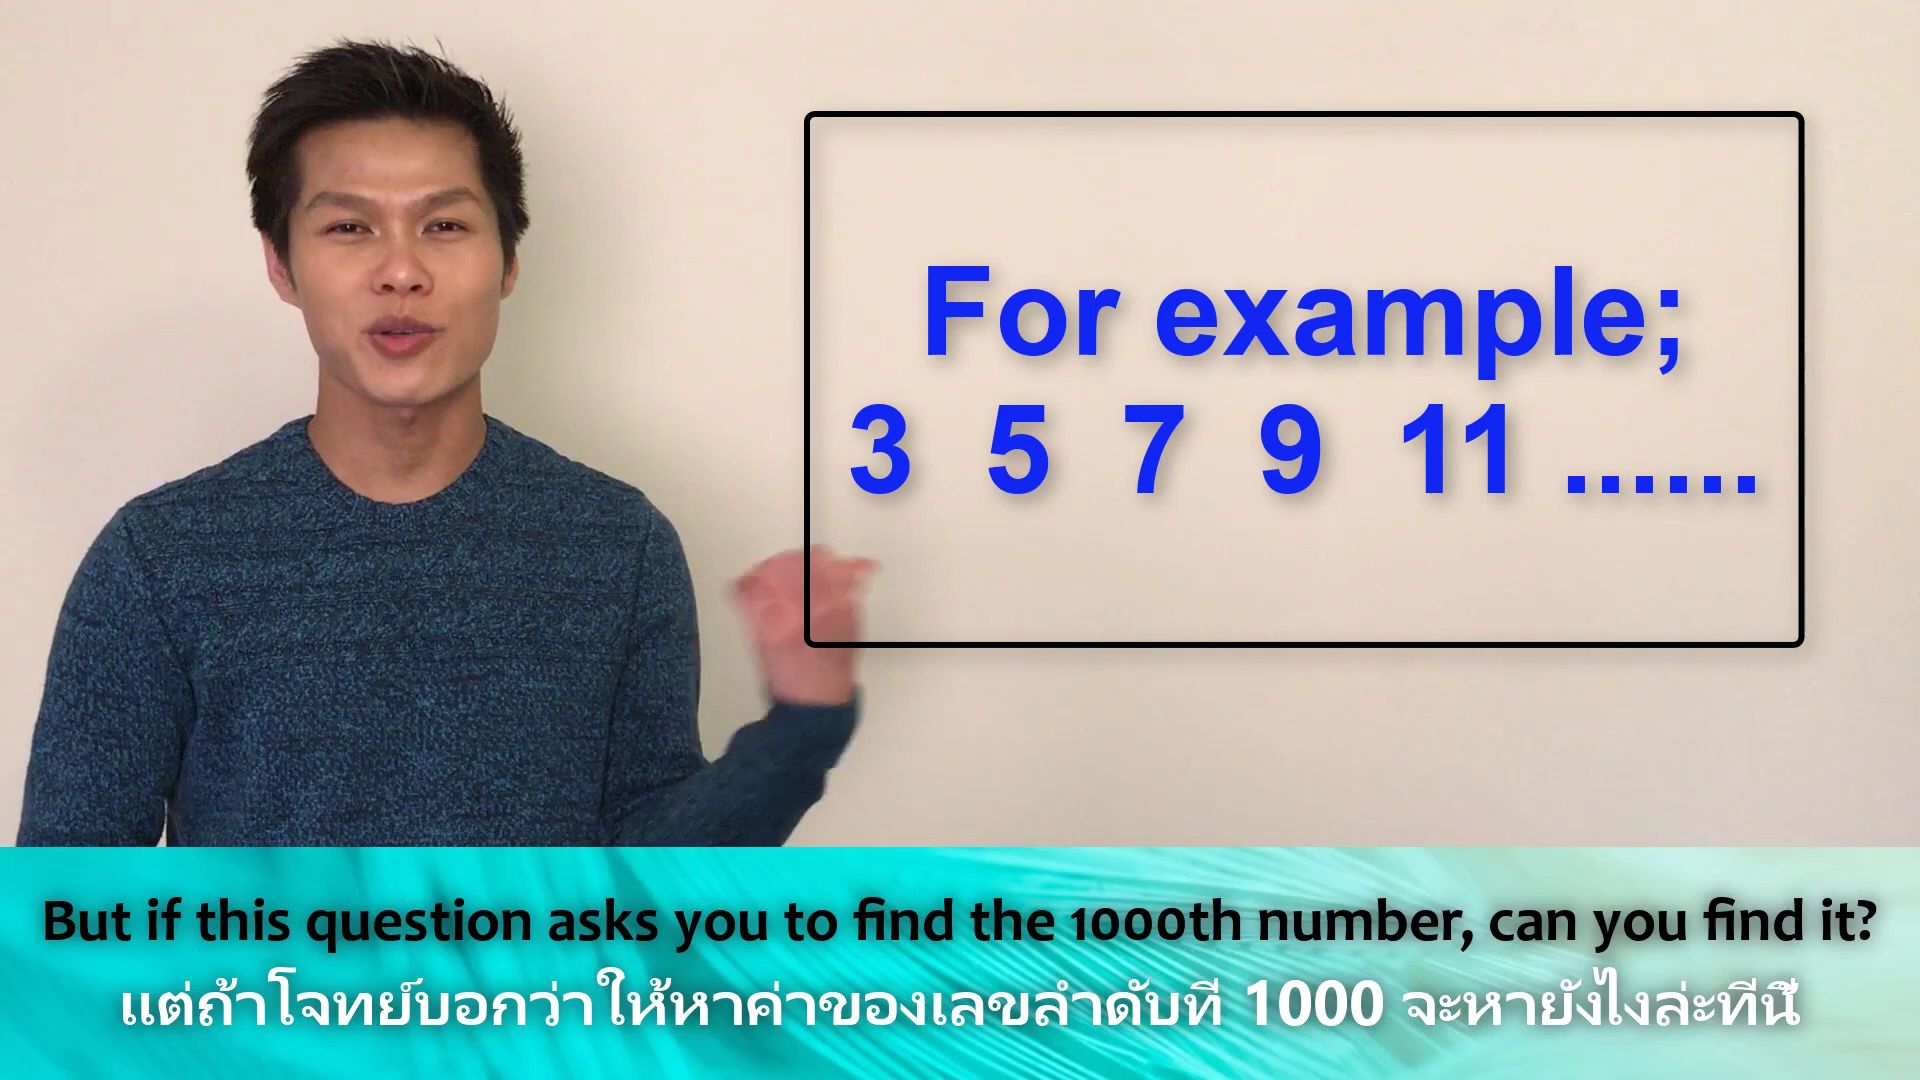 For example;
3 5 7 9 11 ......
But if this question asks you to find the 1000th number, can you find it?
แต่ถ้าโจทย์บอกว่าให้หาค่าของเลขลำดับที่ 1000 จะหายังไงล่ะทีนี้